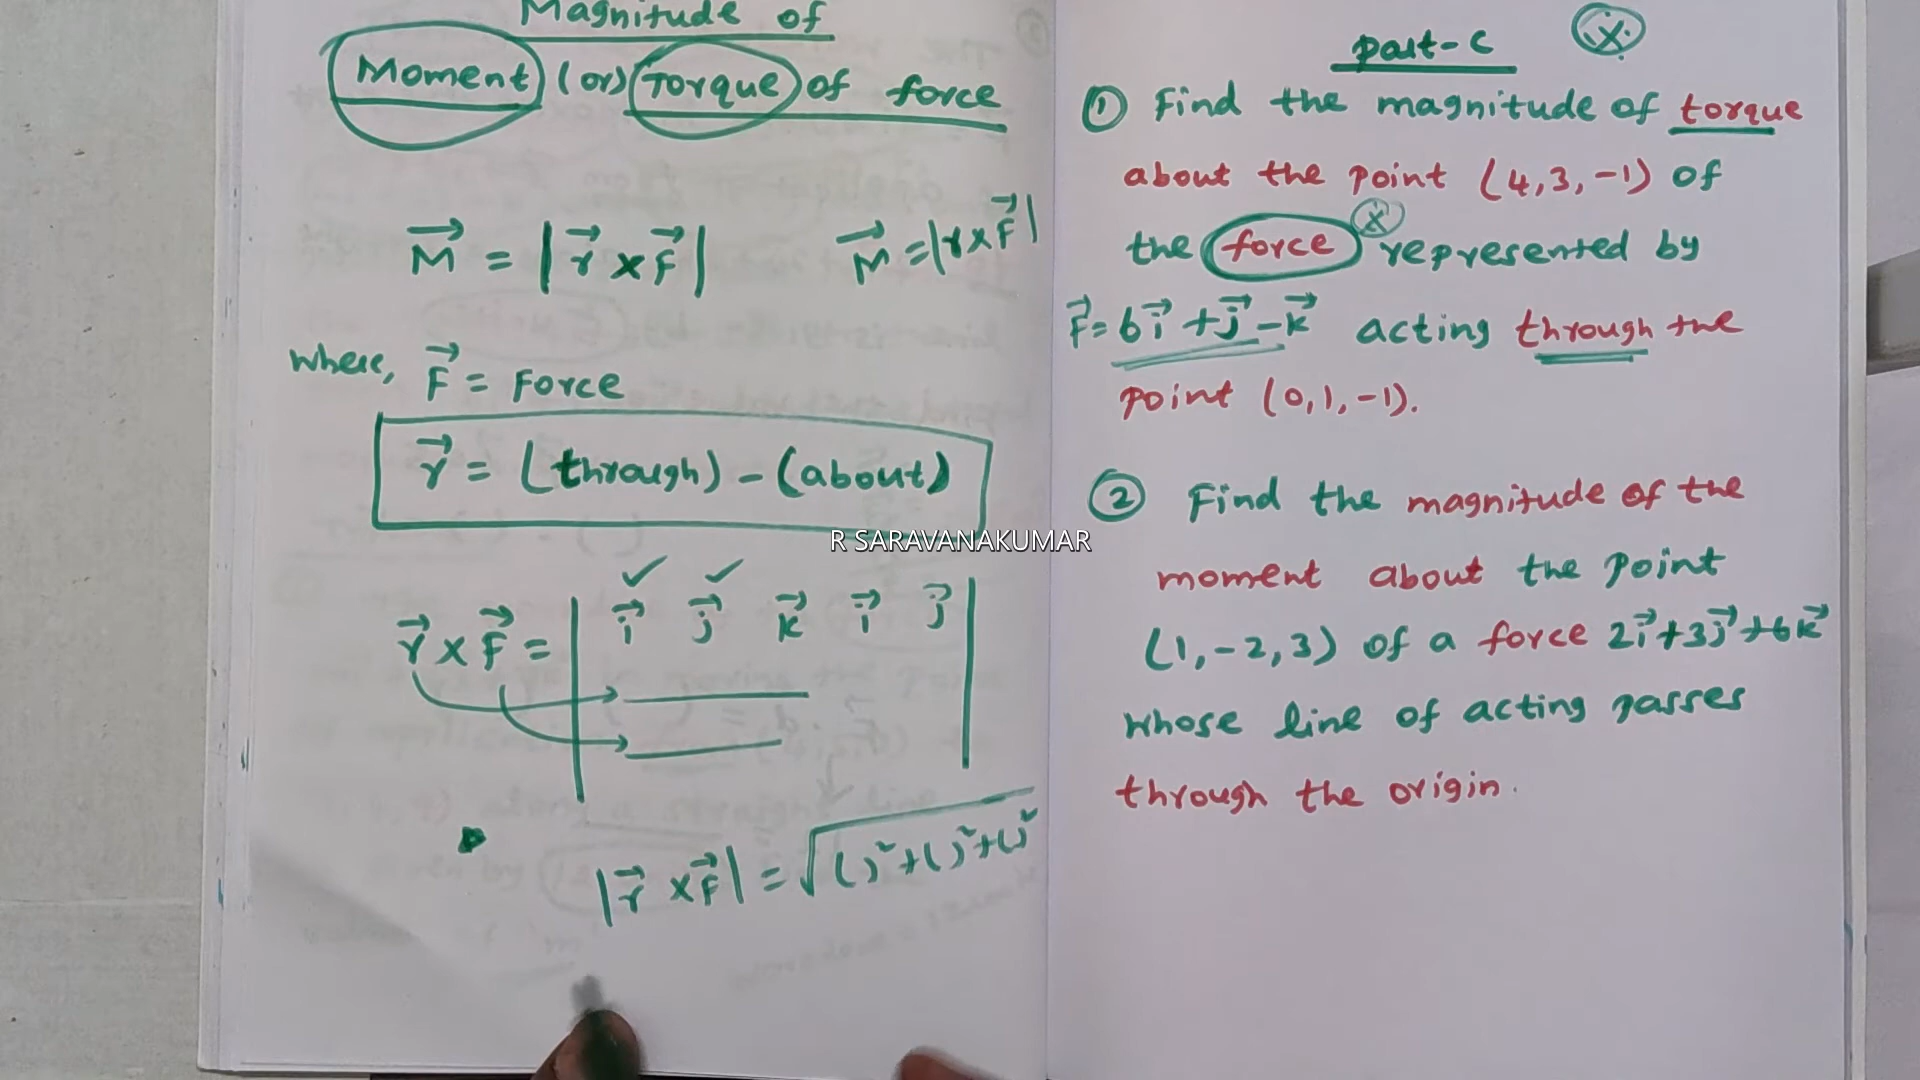 Magnitude of
Moment (or) Torque of force
M⃗ = |r⃗ × F⃗|
M⃗ = |r × F⃗|
Where, F⃗ = Force
r⃗ = (through) - (about)
✓ ✓
r⃗ × F⃗ = | i⃗ j⃗ k⃗ i⃗ j⃗ |
|r⃗ × F⃗| = √( )² + ( )² + ( )²
Part-C
① Find the magnitude of torque
about the point (4, 3, -1) of
the force represented by
F⃗ = 6i⃗ + j⃗ - k⃗ acting through the
point (0, 1, -1).
② Find the magnitude of the
moment about the point
(1, -2, 3) of a force 2i⃗ + 3j⃗ + 6k⃗
whose line of acting passes
through the origin.
R SARAVANAKUMAR